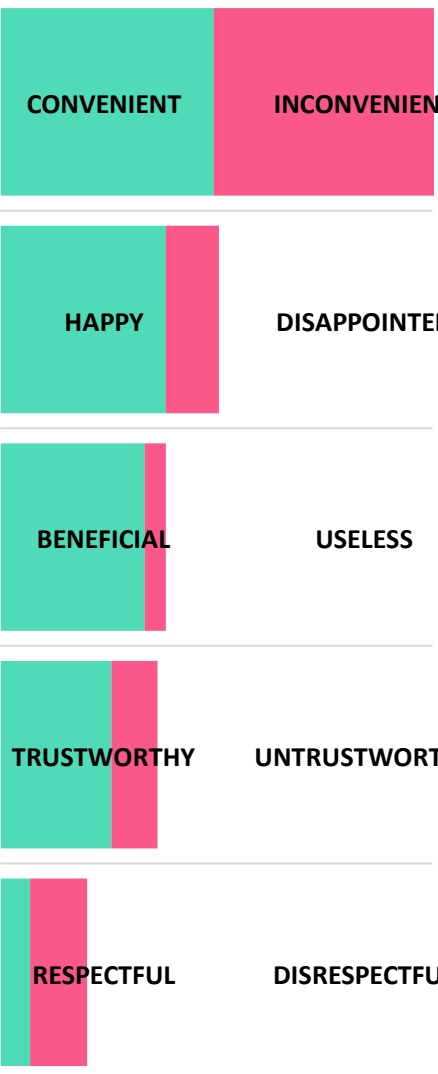 CONVENIENT INCONVENIEN
HAPPY DISAPPOINTE
BENEFICIAL USELESS
TRUSTWORTHY UNTRUSTWORT
RESPECTFUL DISRESPECTFU